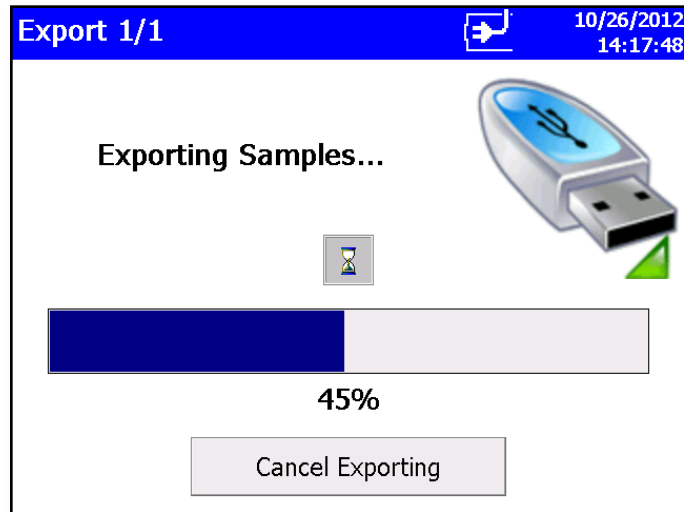 Export 1/1
10/26/2012
14:17:48
Exporting Samples...
45%
Cancel Exporting